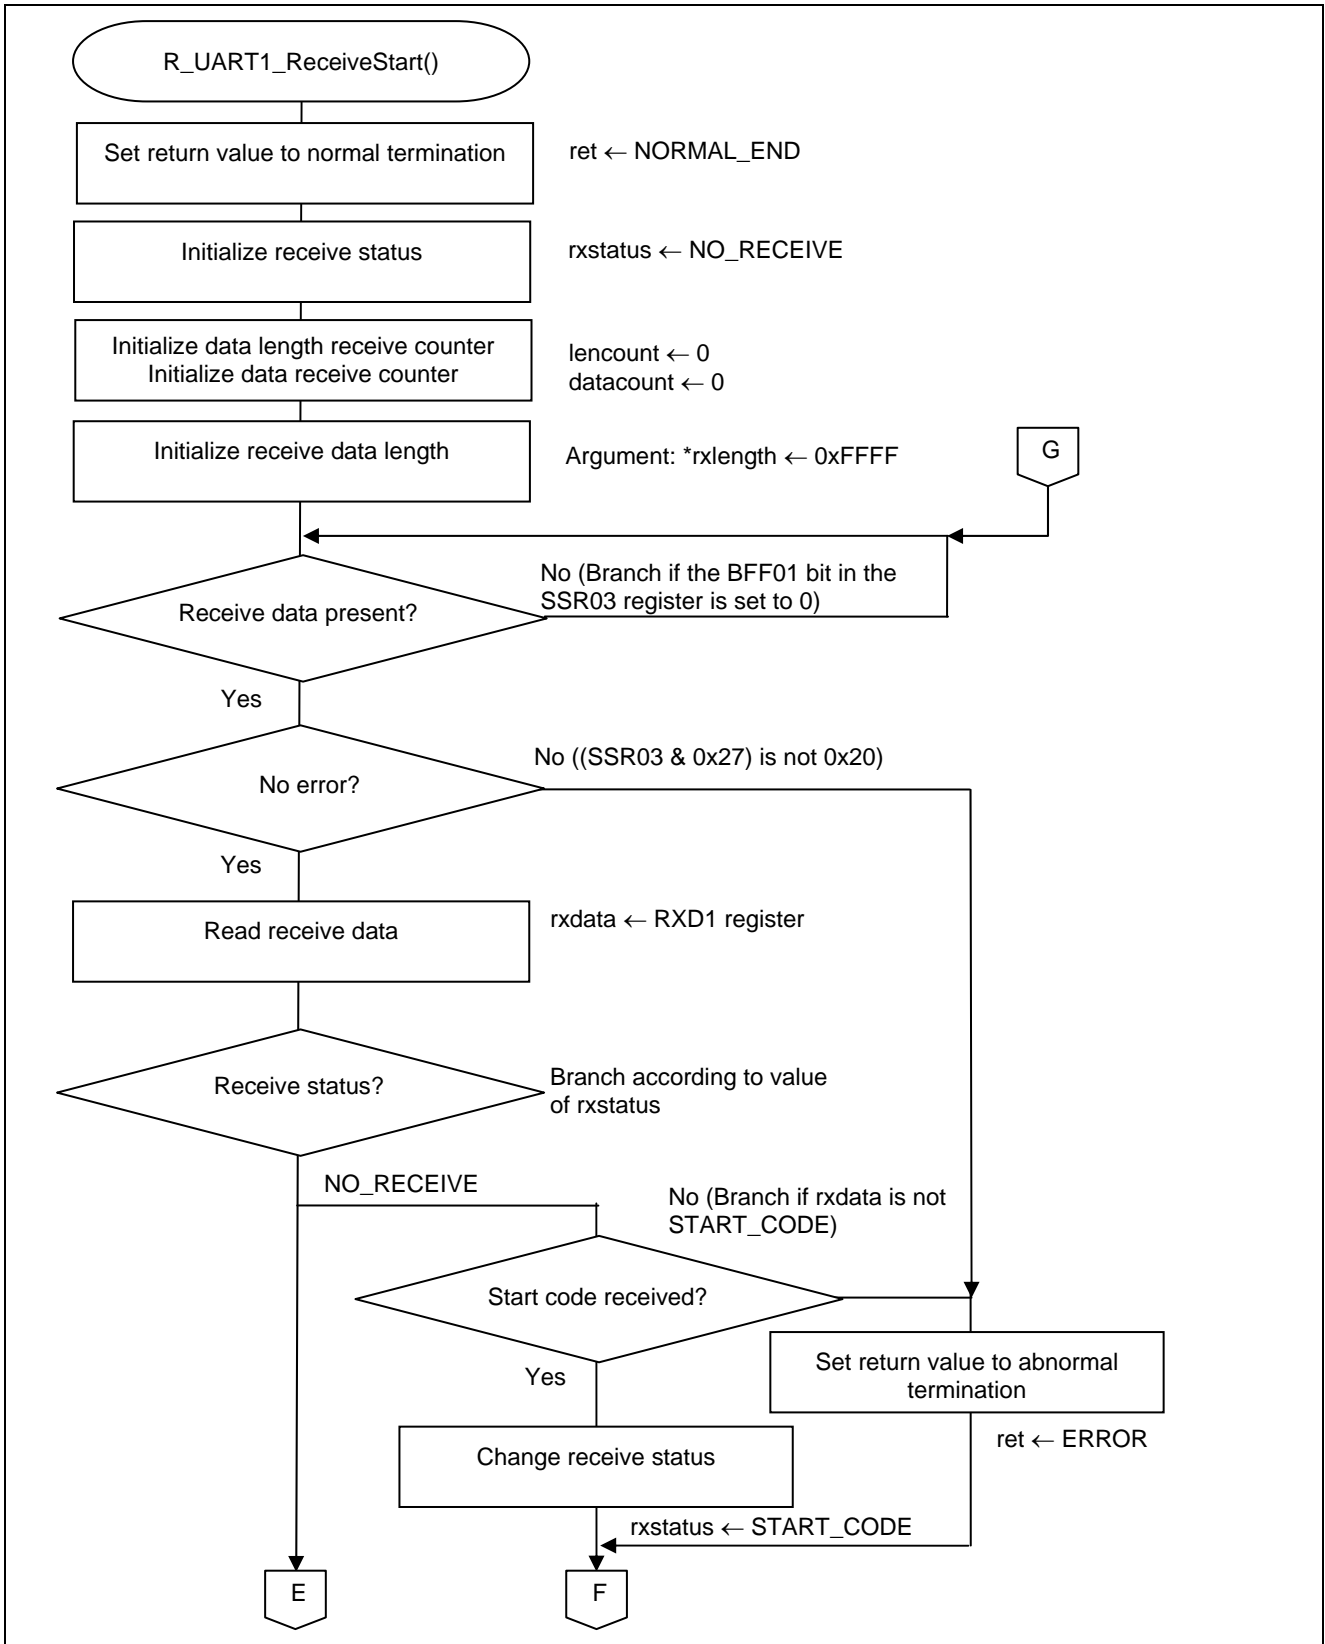 R_UART1_ReceiveStart()
Set return value to normal termination
ret ← NORMAL_END
Initialize receive status
rxstatus ← NO_RECEIVE
Initialize data length receive counter
Initialize data receive counter
lencount ← 0
datacount ← 0
Initialize receive data length
Argument: *rxlength ← 0xFFFF
G
No (Branch if the BFF01 bit in the
SSR03 register is set to 0)
Receive data present?
Yes
No ((SSR03 & 0x27) is not 0x20)
No error?
Yes
Read receive data
rxdata ← RXD1 register
Receive status?
Branch according to value
of rxstatus
NO_RECEIVE
No (Branch if rxdata is not
START_CODE)
Start code received?
Yes
Set return value to abnormal
termination
ret ← ERROR
Change receive status
rxstatus ← START_CODE
E
F